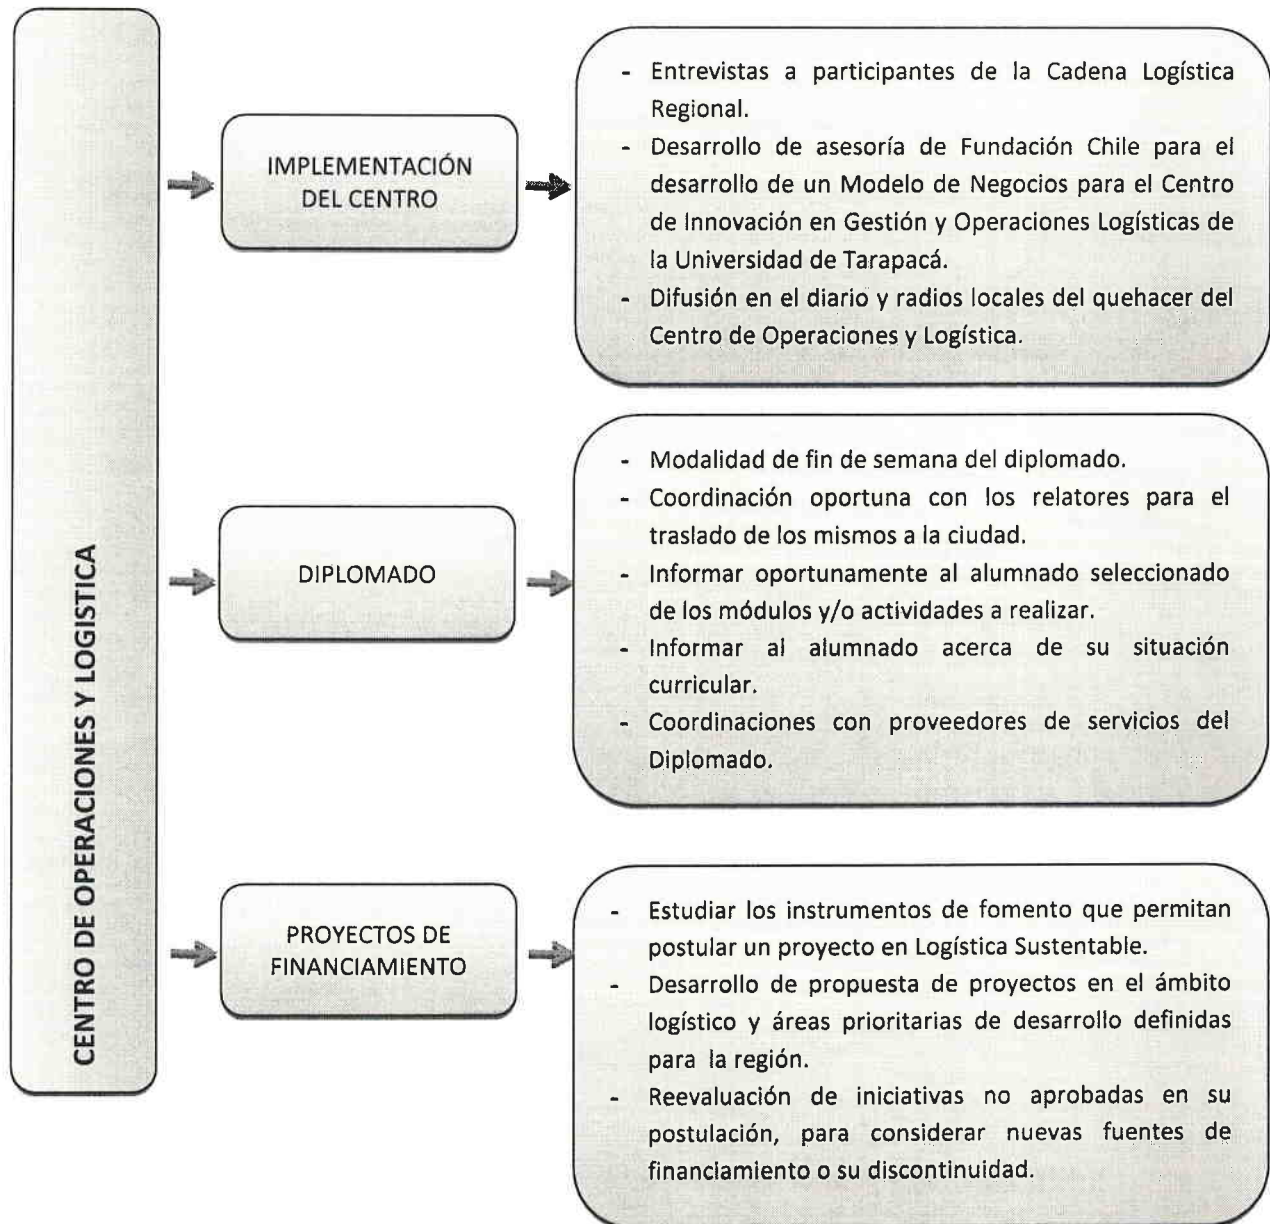 CENTRO DE OPERACIONES Y LOGISTICA
IMPLEMENTACIÓN
DEL CENTRO
- Entrevistas a participantes de la Cadena Logística
Regional.
- Desarrollo de asesoría de Fundación Chile para el
desarrollo de un Modelo de Negocios para el Centro
de Innovación en Gestión y Operaciones Logísticas de
la Universidad de Tarapacá.
- Difusión en el diario y radios locales del quehacer del
Centro de Operaciones y Logística.
DIPLOMADO
- Modalidad de fin de semana del diplomado.
- Coordinación oportuna con los relatores para el
traslado de los mismos a la ciudad.
- Informar oportunamente al alumnado seleccionado
de los módulos y/o actividades a realizar.
- Informar al alumnado acerca de su situación
curricular.
- Coordinaciones con proveedores de servicios del
Diplomado.
PROYECTOS DE
FINANCIAMIENTO
- Estudiar los instrumentos de fomento que permitan
postular un proyecto en Logística Sustentable.
- Desarrollo de propuesta de proyectos en el ámbito
logístico y áreas prioritarias de desarrollo definidas
para la región.
- Reevaluación de iniciativas no aprobadas en su
postulación, para considerar nuevas fuentes de
financiamiento o su discontinuidad.